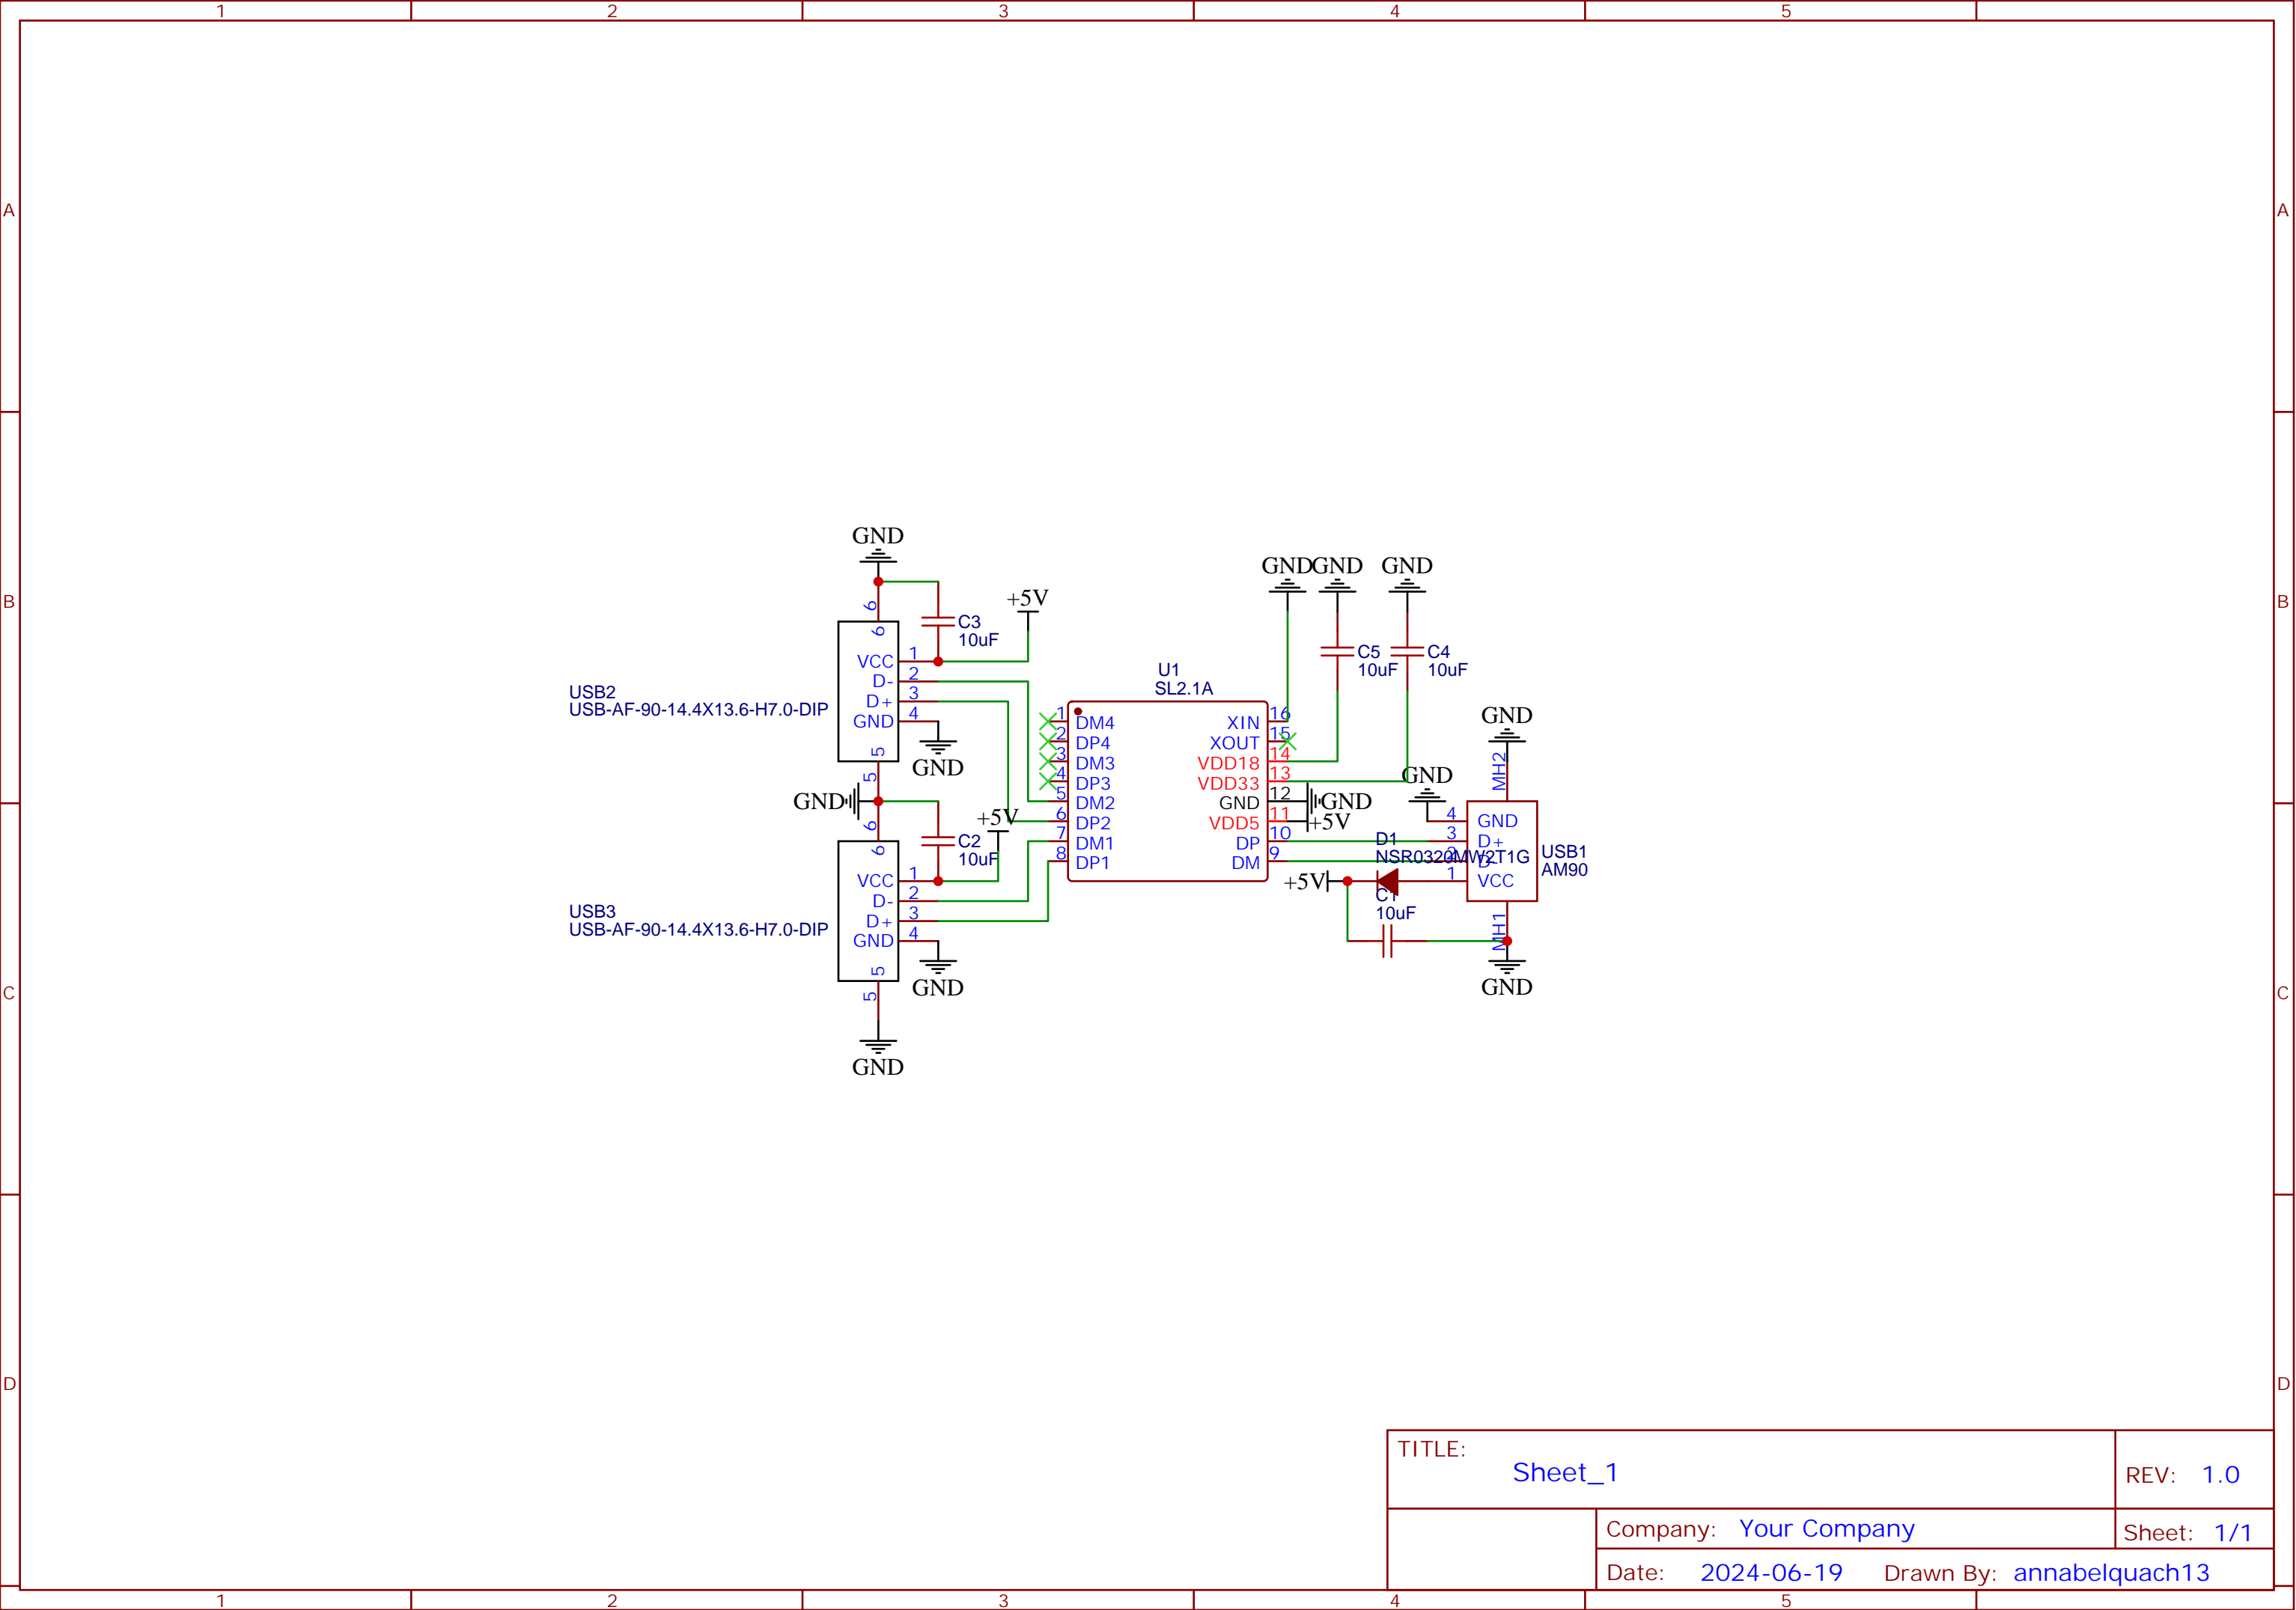 1 2 3 4 5
A A
B B
C C
D D
GND
6
6
C3
10uF
+5V
VCC 1
D- 2
D+ 3
GND 4
5
5
GND
USB2
USB-AF-90-14.4X13.6-H7.0-DIP
GND
6
6
C2
10uF
+5V
VCC 1
D- 2
D+ 3
GND 4
5
5
GND
GND
USB3
USB-AF-90-14.4X13.6-H7.0-DIP
U1
SL2.1A
1 DM4
2 DP4
3 DM3
4 DP3
5 DM2
6 DP2
7 DM1
8 DP1
XIN 16
XOUT 15
VDD18 14
VDD33 13
GND 12
VDD5 11
DP 10
DM 9
GND GND GND
C5
10uF
C4
10uF
GND
+5V
GND
GND
MH2
4 GND
3 D+
2 D-
1 VCC
MH1
GND
USB1
AM90
D1
NSR0320MW2T1G
+5V
C1
10uF
TITLE:
Sheet_1
REV: 1.0
Company: Your Company
Sheet: 1/1
Date: 2024-06-19 Drawn By: annabelquach13
1 2 3 4 5